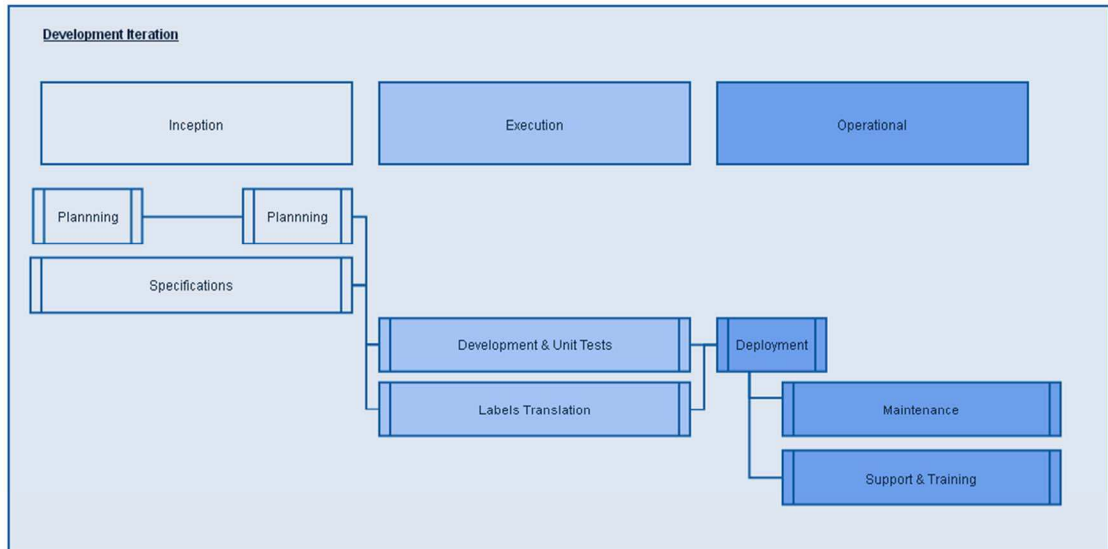 Development Iteration
Inception
Execution
Operational
Plannning
Plannning
Specifications
Development & Unit Tests
Deployment
Labels Translation
Maintenance
Support & Training